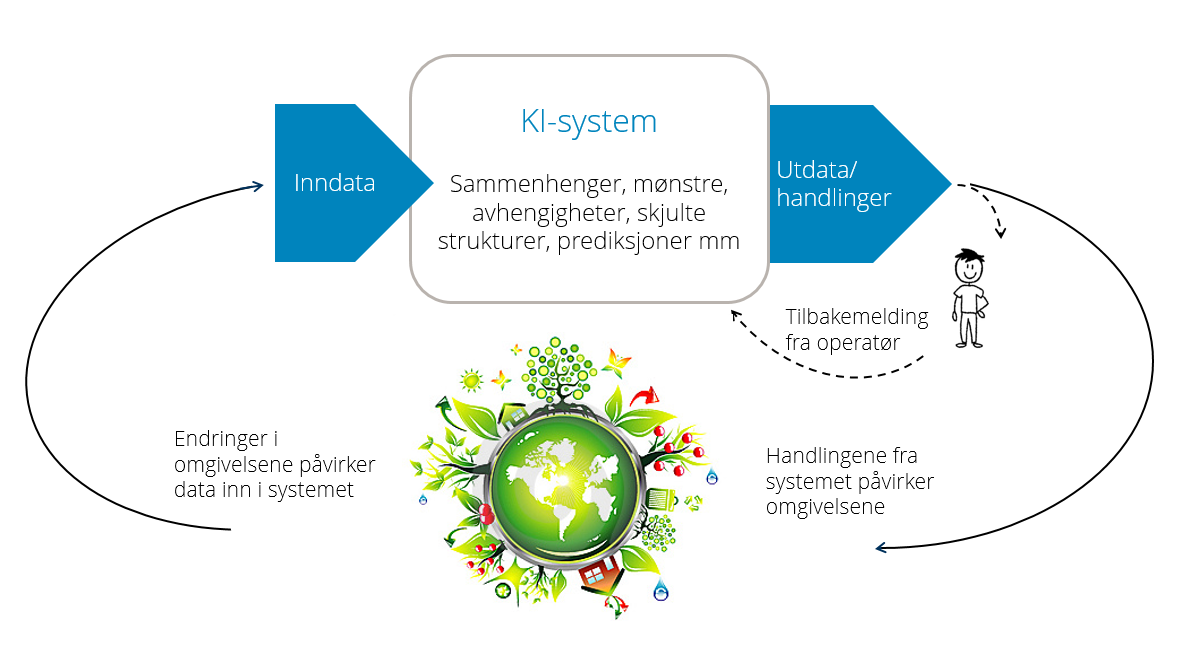 KI-system
Inndata
Sammenhenger, mønstre,
avhengigheter, skjulte
strukturer, prediksjoner mm
Utdata/
handlinger
Tilbakemelding
fra operatør
Endringer i
omgivelsene påvirker
data inn i systemet
Handlingene fra
systemet påvirker
omgivelsene